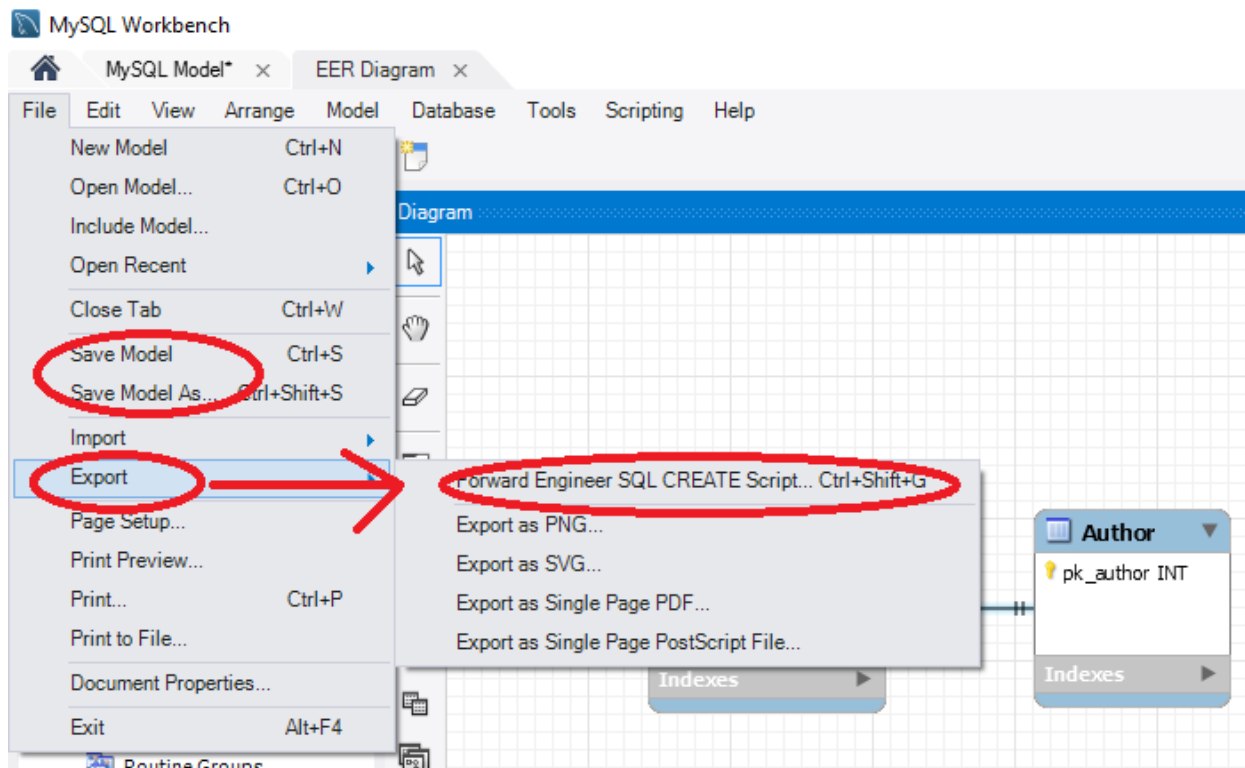 MySQL Workbench
MySQL Model* × EER Diagram ×
File Edit View Arrange Model Database Tools Scripting Help
New Model Ctrl+N
Open Model... Ctrl+O
Include Model...
Open Recent
Diagram
Close Tab Ctrl+W
Save Model Ctrl+S
Save Model As... Ctrl+Shift+S
Import
Export
Forward Engineer SQL CREATE Script... Ctrl+Shift+G
Page Setup...
Export as PNG...
Print Preview...
Export as SVG...
Print... Ctrl+P
Export as Single Page PDF...
Print to File...
Export as Single Page PostScript File...
Document Properties...
Exit Alt+F4
Author
pk_author INT
Indexes
Indexes
Routine Groups